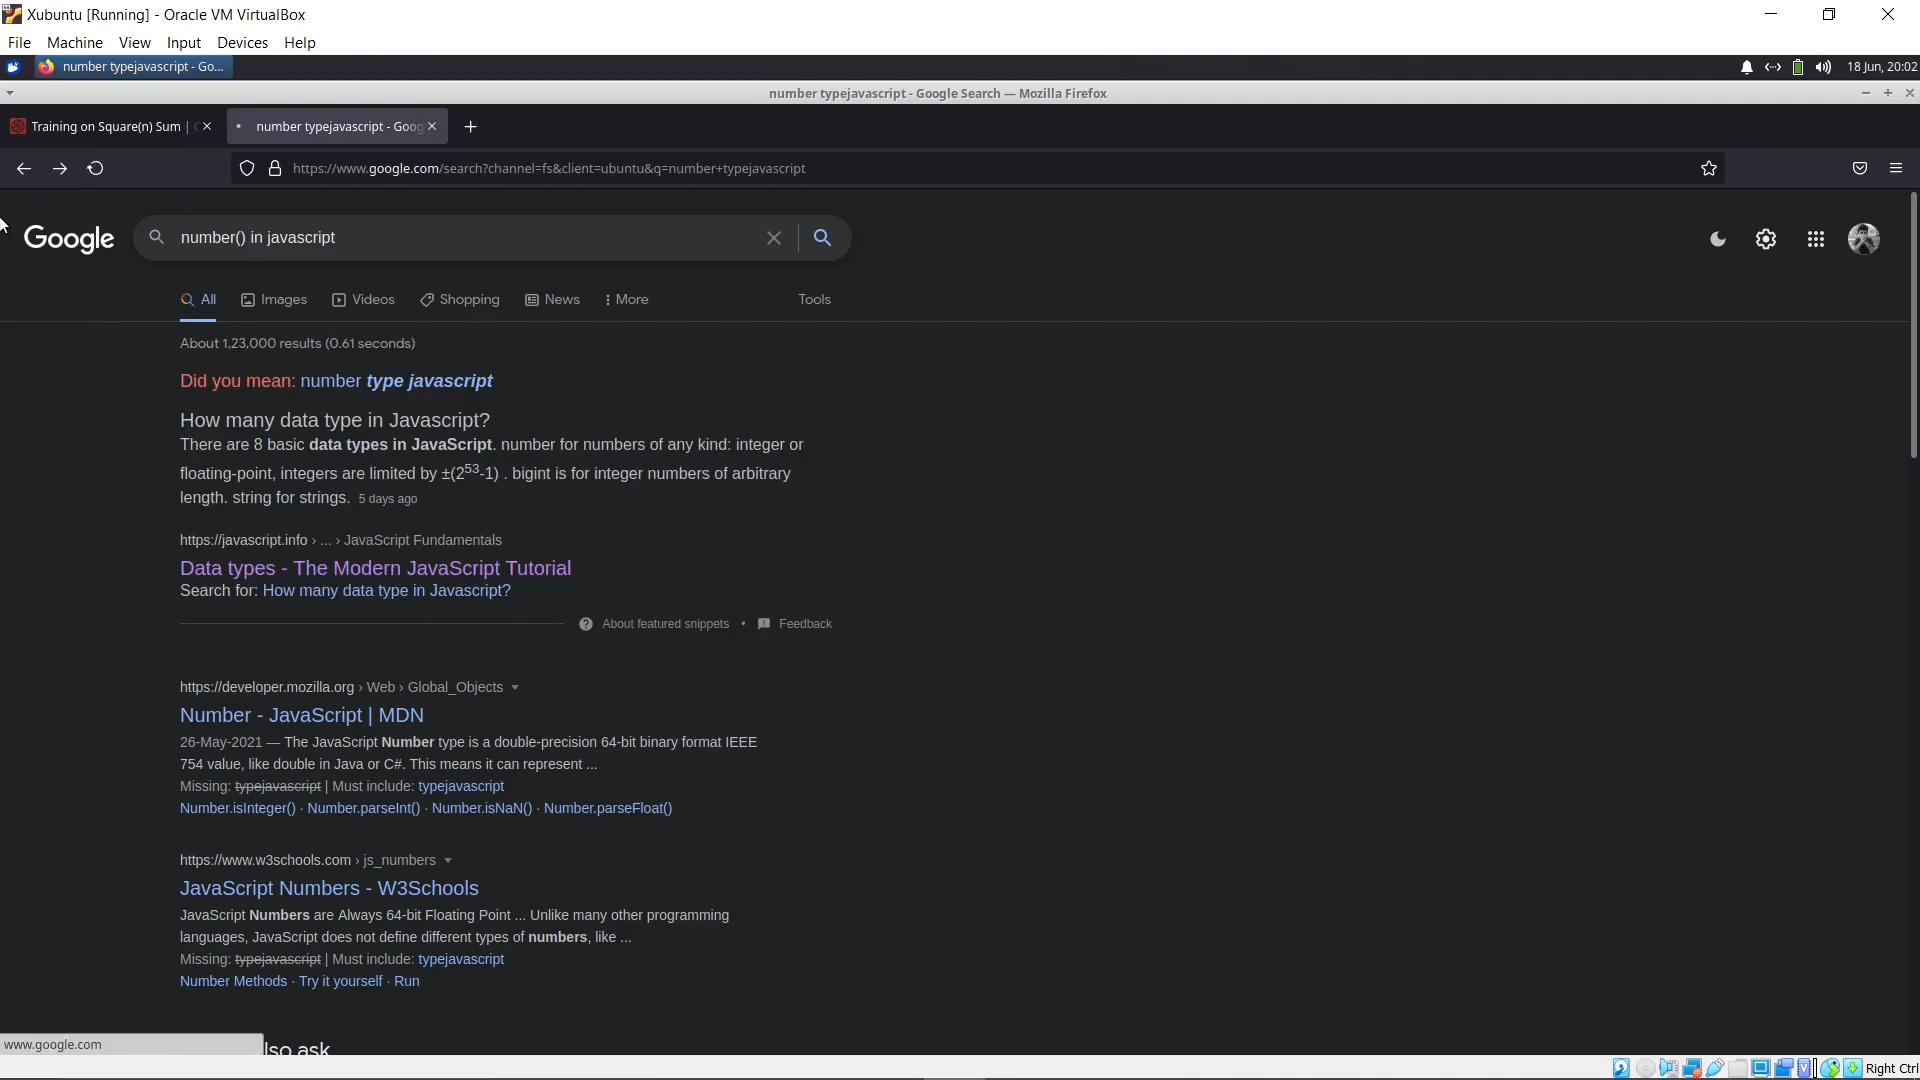 Xubuntu [Running] - Oracle VM VirtualBox
File Machine View Input Devices Help
number typejavascript - Go...
18 Jun, 20:02
number typejavascript - Google Search — Mozilla Firefox
Training on Square(n) Sum |
number typejavascript - Goog
https://www.google.com/search?channel=fs&client=ubuntu&q=number+typejavascript
Google
number() in javascript
All Images Videos Shopping News More Tools
About 1,23,000 results (0.61 seconds)
Did you mean: number type javascript
How many data type in Javascript?
There are 8 basic data types in JavaScript. number for numbers of any kind: integer or
floating-point, integers are limited by ±(2⁵³-1) . bigint is for integer numbers of arbitrary
length. string for strings. 5 days ago
https://javascript.info › ... › JavaScript Fundamentals
Data types - The Modern JavaScript Tutorial
Search for: How many data type in Javascript?
About featured snippets • Feedback
https://developer.mozilla.org › Web › Global_Objects
Number - JavaScript | MDN
26-May-2021 — The JavaScript Number type is a double-precision 64-bit binary format IEEE
754 value, like double in Java or C#. This means it can represent ...
Missing: typejavascript | Must include: typejavascript
Number.isInteger() · Number.parseInt() · Number.isNaN() · Number.parseFloat()
https://www.w3schools.com › js_numbers
JavaScript Numbers - W3Schools
JavaScript Numbers are Always 64-bit Floating Point ... Unlike many other programming
languages, JavaScript does not define different types of numbers, like ...
Missing: typejavascript | Must include: typejavascript
Number Methods · Try it yourself · Run
www.google.com
lso ask
Right Ctrl